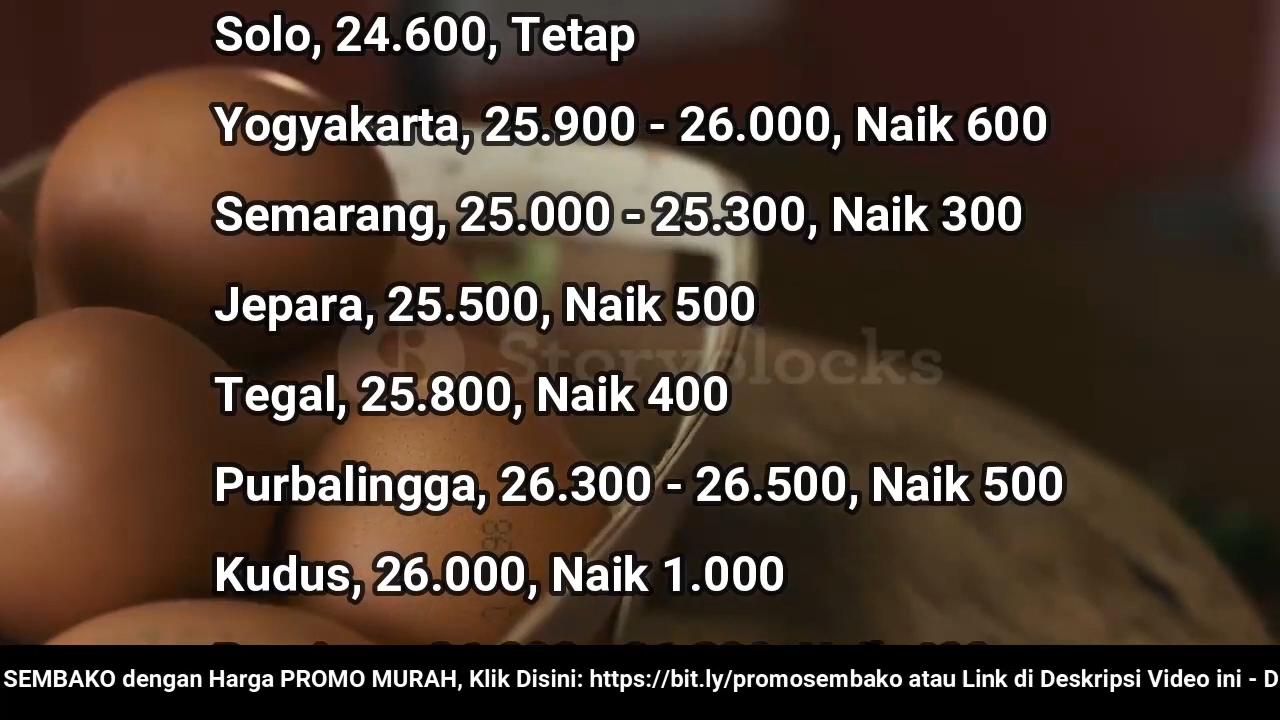 Solo, 24.600, Tetap
Yogyakarta, 25.900 - 26.000, Naik 600
Semarang, 25.000 - 25.300, Naik 300
Jepara, 25.500, Naik 500
Storyblocks
Tegal, 25.800, Naik 400
Purbalingga, 26.300 - 26.500, Naik 500
Kudus, 26.000, Naik 1.000
SEMBAKO dengan Harga PROMO MURAH, Klik Disini: https://bit.ly/promosembako atau Link di Deskripsi Video ini - D